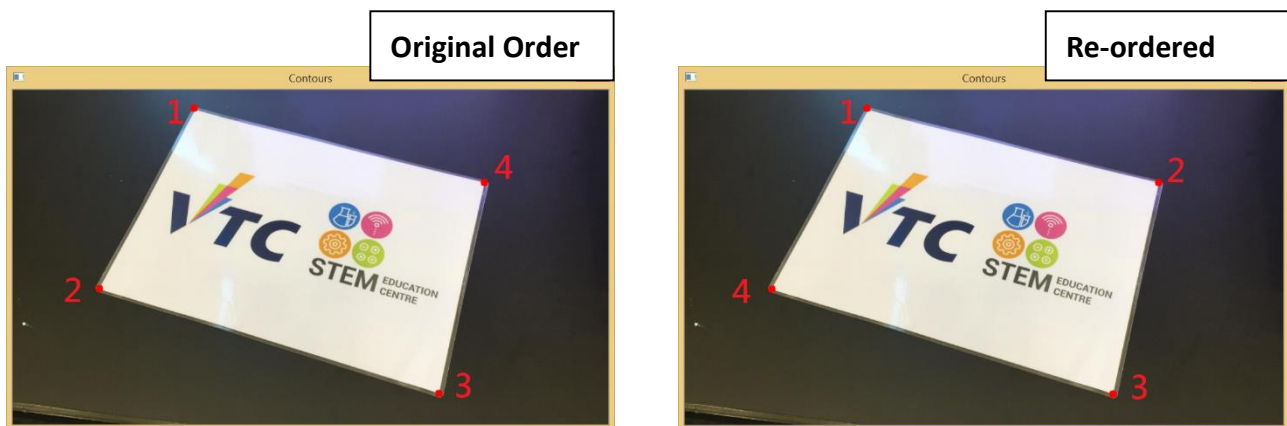 Original Order
Contours
1
4
VTC
STEM EDUCATION
CENTRE
2
3
Re-ordered
Contours
1
2
VTC
STEM EDUCATION
CENTRE
4
3